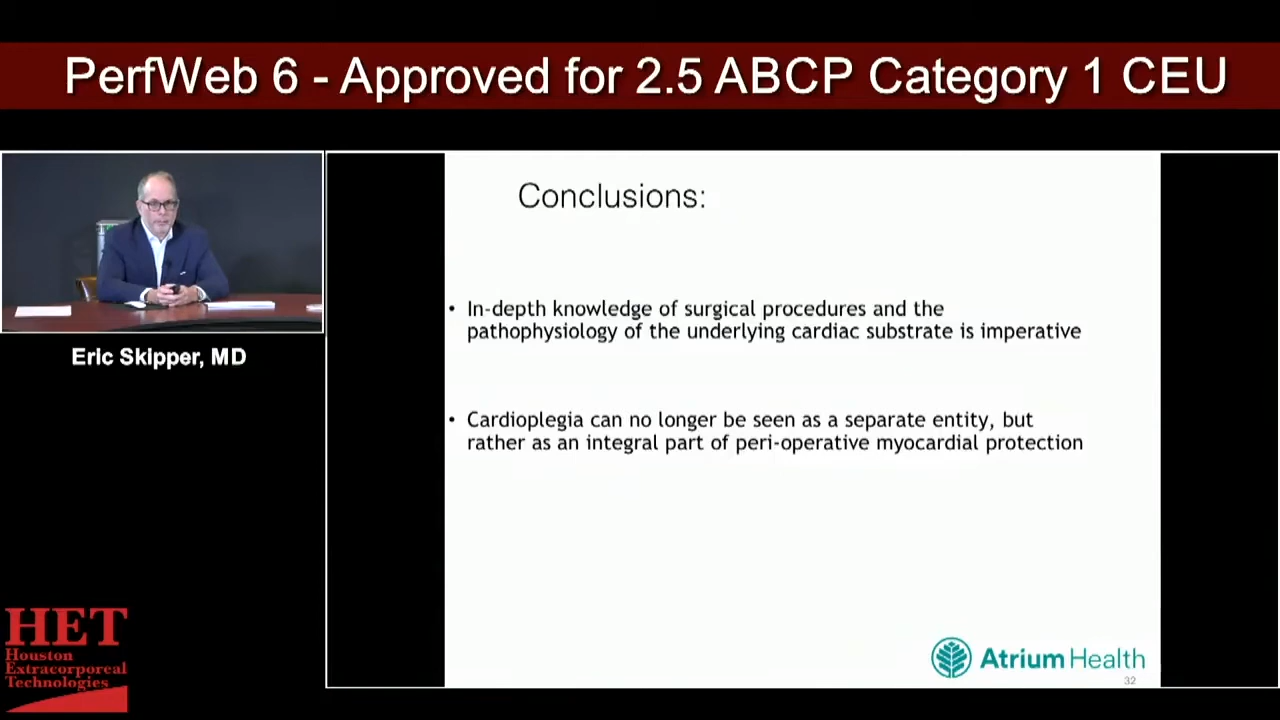 PerfWeb 6 - Approved for 2.5 ABCP Category 1 CEU
Conclusions:
• In-depth knowledge of surgical procedures and the
pathophysiology of the underlying cardiac substrate is imperative
Eric Skipper, MD
• Cardioplegia can no longer be seen as a separate entity, but
rather as an integral part of peri-operative myocardial protection
HET
Houston
Extracorporeal
Technologies
Atrium Health
32